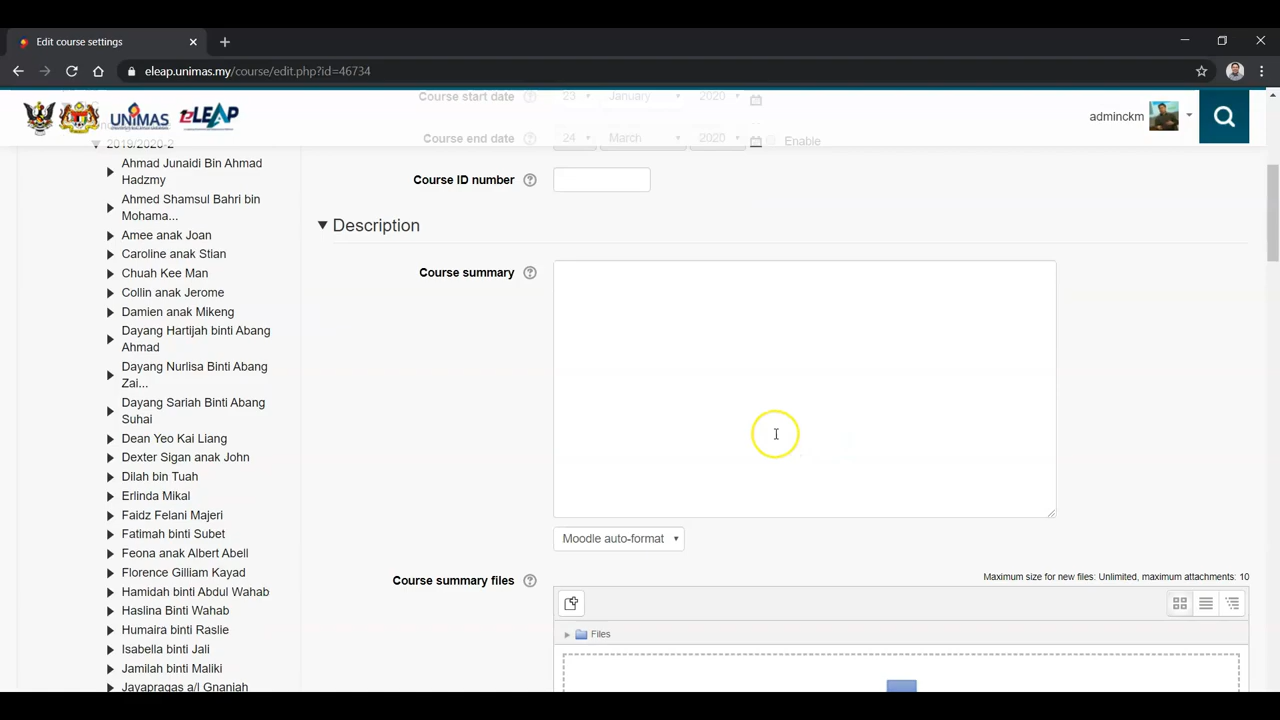 Edit course settings
eleap.unimas.my/course/edit.php?id=46734
UNIMAS
eLEAP
adminckm
Course start date
23
January
2020
Course end date
24
March
2020
Enable
2019/2020-2
Ahmad Junaidi Bin Ahmad
Hadzmy
Ahmed Shamsul Bahri bin
Mohama...
Amee anak Joan
Caroline anak Stian
Chuah Kee Man
Collin anak Jerome
Damien anak Mikeng
Dayang Hartijah binti Abang
Ahmad
Dayang Nurlisa Binti Abang
Zai...
Dayang Sariah Binti Abang
Suhai
Dean Yeo Kai Liang
Dexter Sigan anak John
Dilah bin Tuah
Erlinda Mikal
Faidz Felani Majeri
Fatimah binti Subet
Feona anak Albert Abell
Florence Gilliam Kayad
Hamidah binti Abdul Wahab
Haslina Binti Wahab
Humaira binti Raslie
Isabella binti Jali
Jamilah binti Maliki
Jayapragas a/l Gnaniah
Course ID number
Description
Course summary
Moodle auto-format
Course summary files
Maximum size for new files: Unlimited, maximum attachments: 10
Files